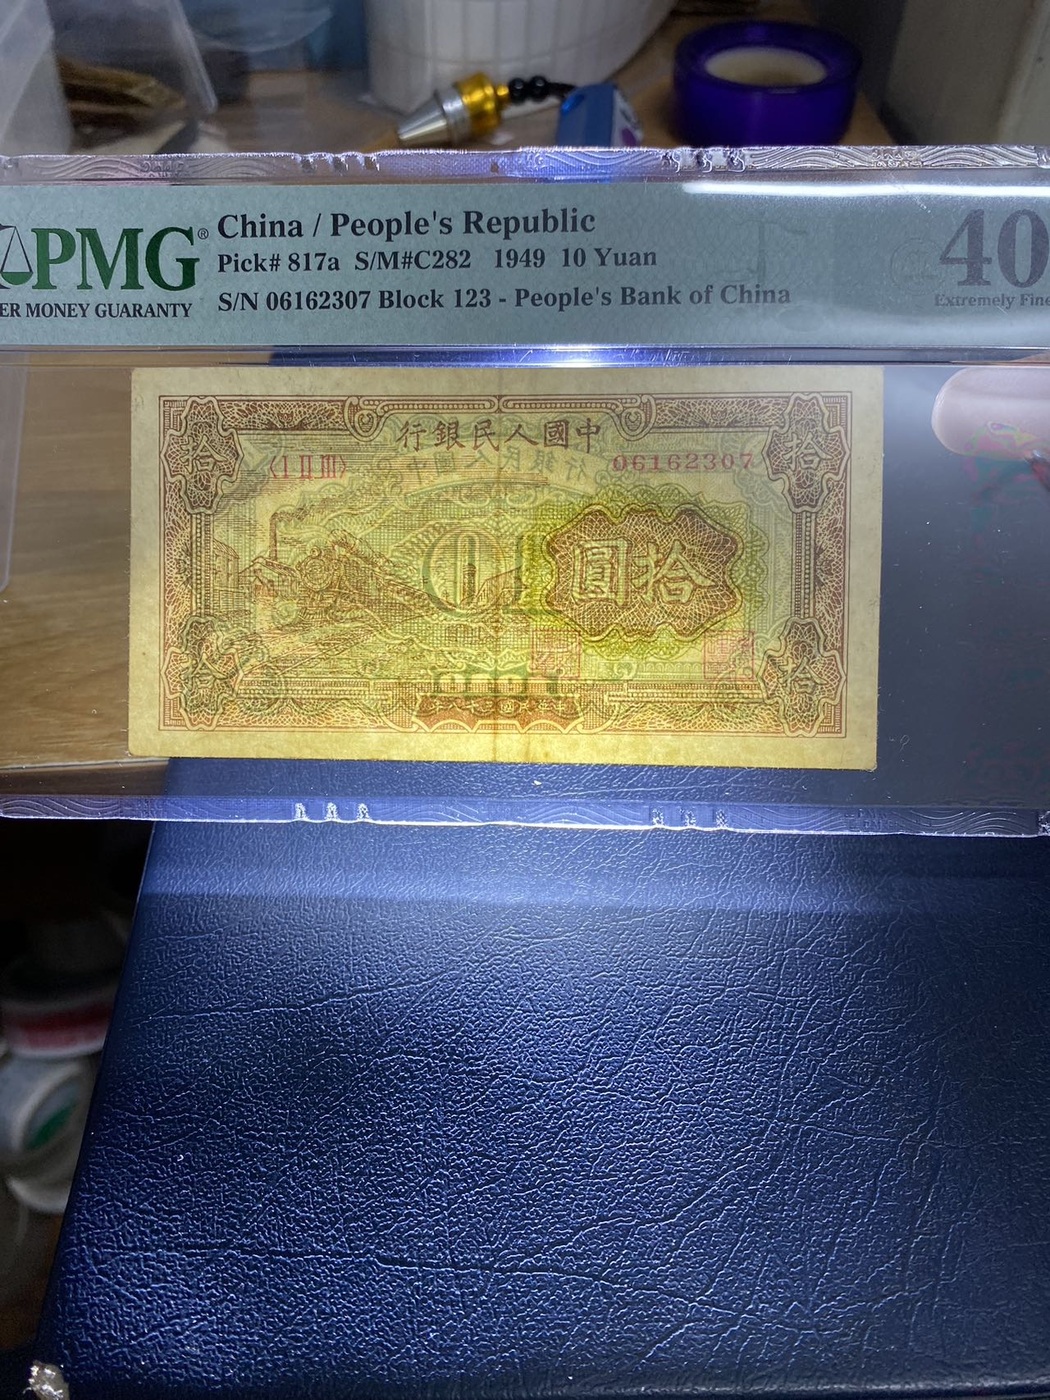 PMG®
ER MONEY GUARANTY
China / People's Republic
Pick# 817a S/M#C282 1949 10 Yuan
S/N 06162307 Block 123 - People's Bank of China
40
Extremely Fine
行銀民人國中
拾
拾
〈I II III〉
06162307
圓拾
10
拾